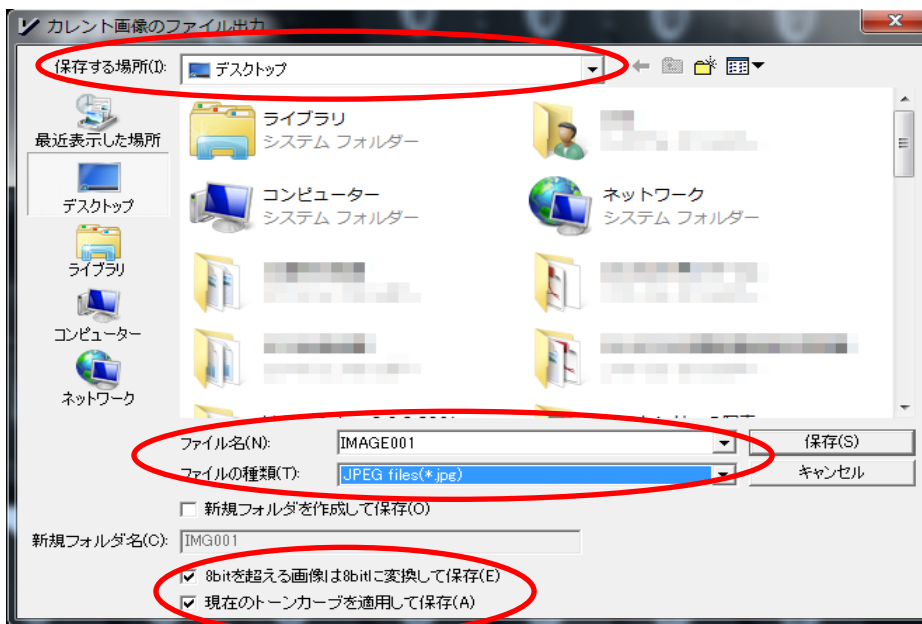 カレント画像のファイル出力
保存する場所(I):
デスクトップ
最近表示した場所
デスクトップ
ライブラリ
コンピューター
ネットワーク
ライブラリ
システム フォルダー
コンピューター
システム フォルダー
ネットワーク
システム フォルダー
ファイル名(N):
IMAGE001
保存(S)
ファイルの種類(T):
JPEG files(*.jpg)
キャンセル
新規フォルダを作成して保存(O)
新規フォルダ名(C):
IMG001
8bitを超える画像は8bitに変換して保存(E)
現在のトーンカーブを適用して保存(A)